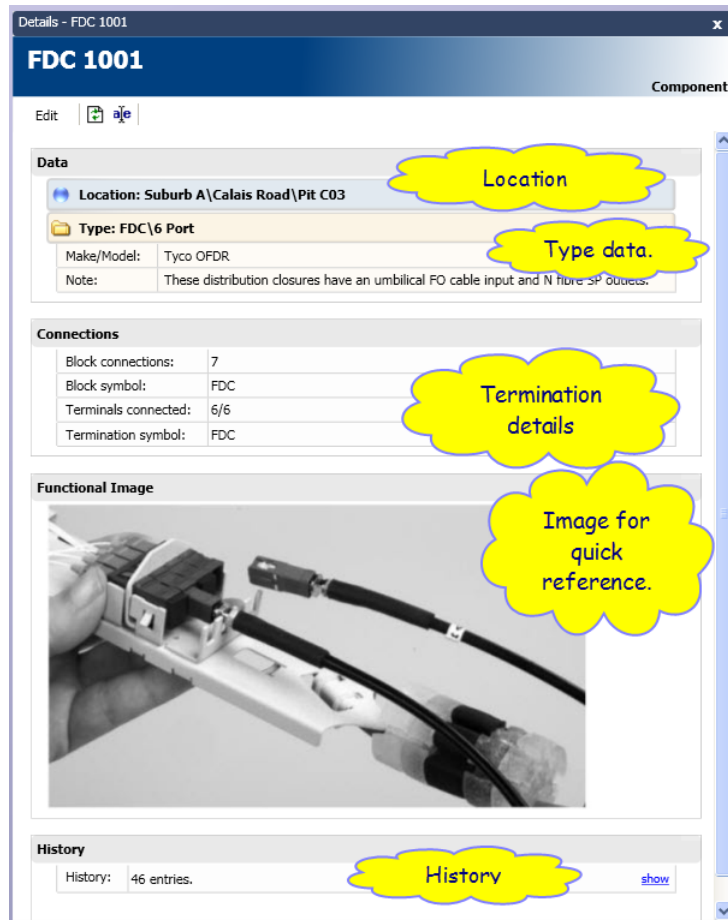 Details - FDC 1001
x
FDC 1001
Component
Edit
a|e
Data
Location
Location: Suburb A\Calais Road\Pit C03
Type: FDC\6 Port
Type data.
Make/Model: Tyco OFDR
Note: These distribution closures have an umbilical FO cable input and N fibre SP outlets.
Connections
Block connections: 7
Block symbol: FDC
Terminals connected: 6/6
Termination symbol: FDC
Termination
details
Functional Image
Image for
quick
reference.
History
History: 46 entries.
History
show